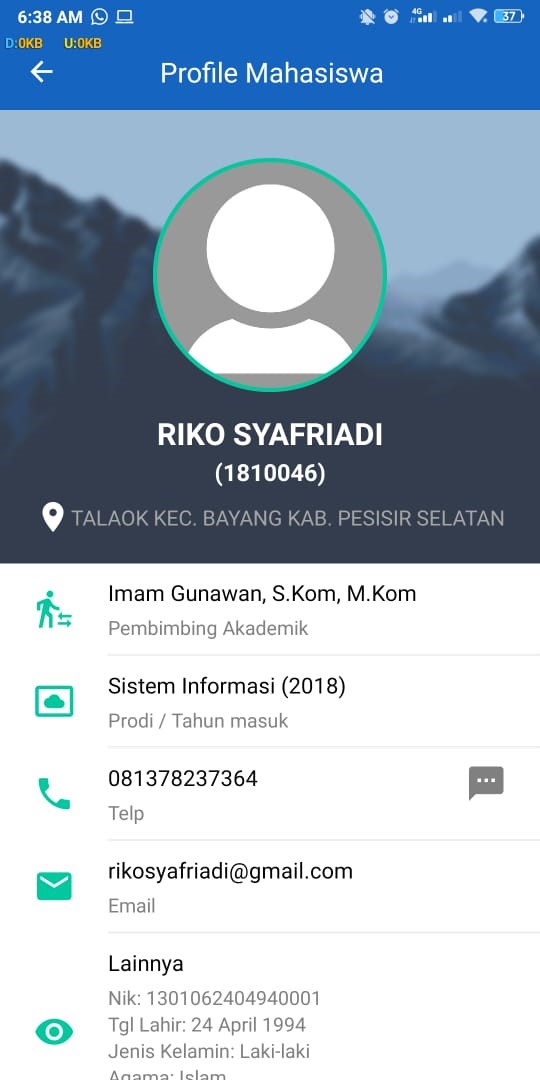 6:38 AM 4G 37
D:0KB U:0KB
Profile Mahasiswa
RIKO SYAFRIADI
(1810046)
TALAOK KEC. BAYANG KAB. PESISIR SELATAN
Imam Gunawan, S.Kom, M.Kom
Pembimbing Akademik
Sistem Informasi (2018)
Prodi / Tahun masuk
081378237364
Telp
rikosyafriadi@gmail.com
Email
Lainnya
Nik: 1301062404940001
Tgl Lahir: 24 April 1994
Jenis Kelamin: Laki-laki
Agama: Islam